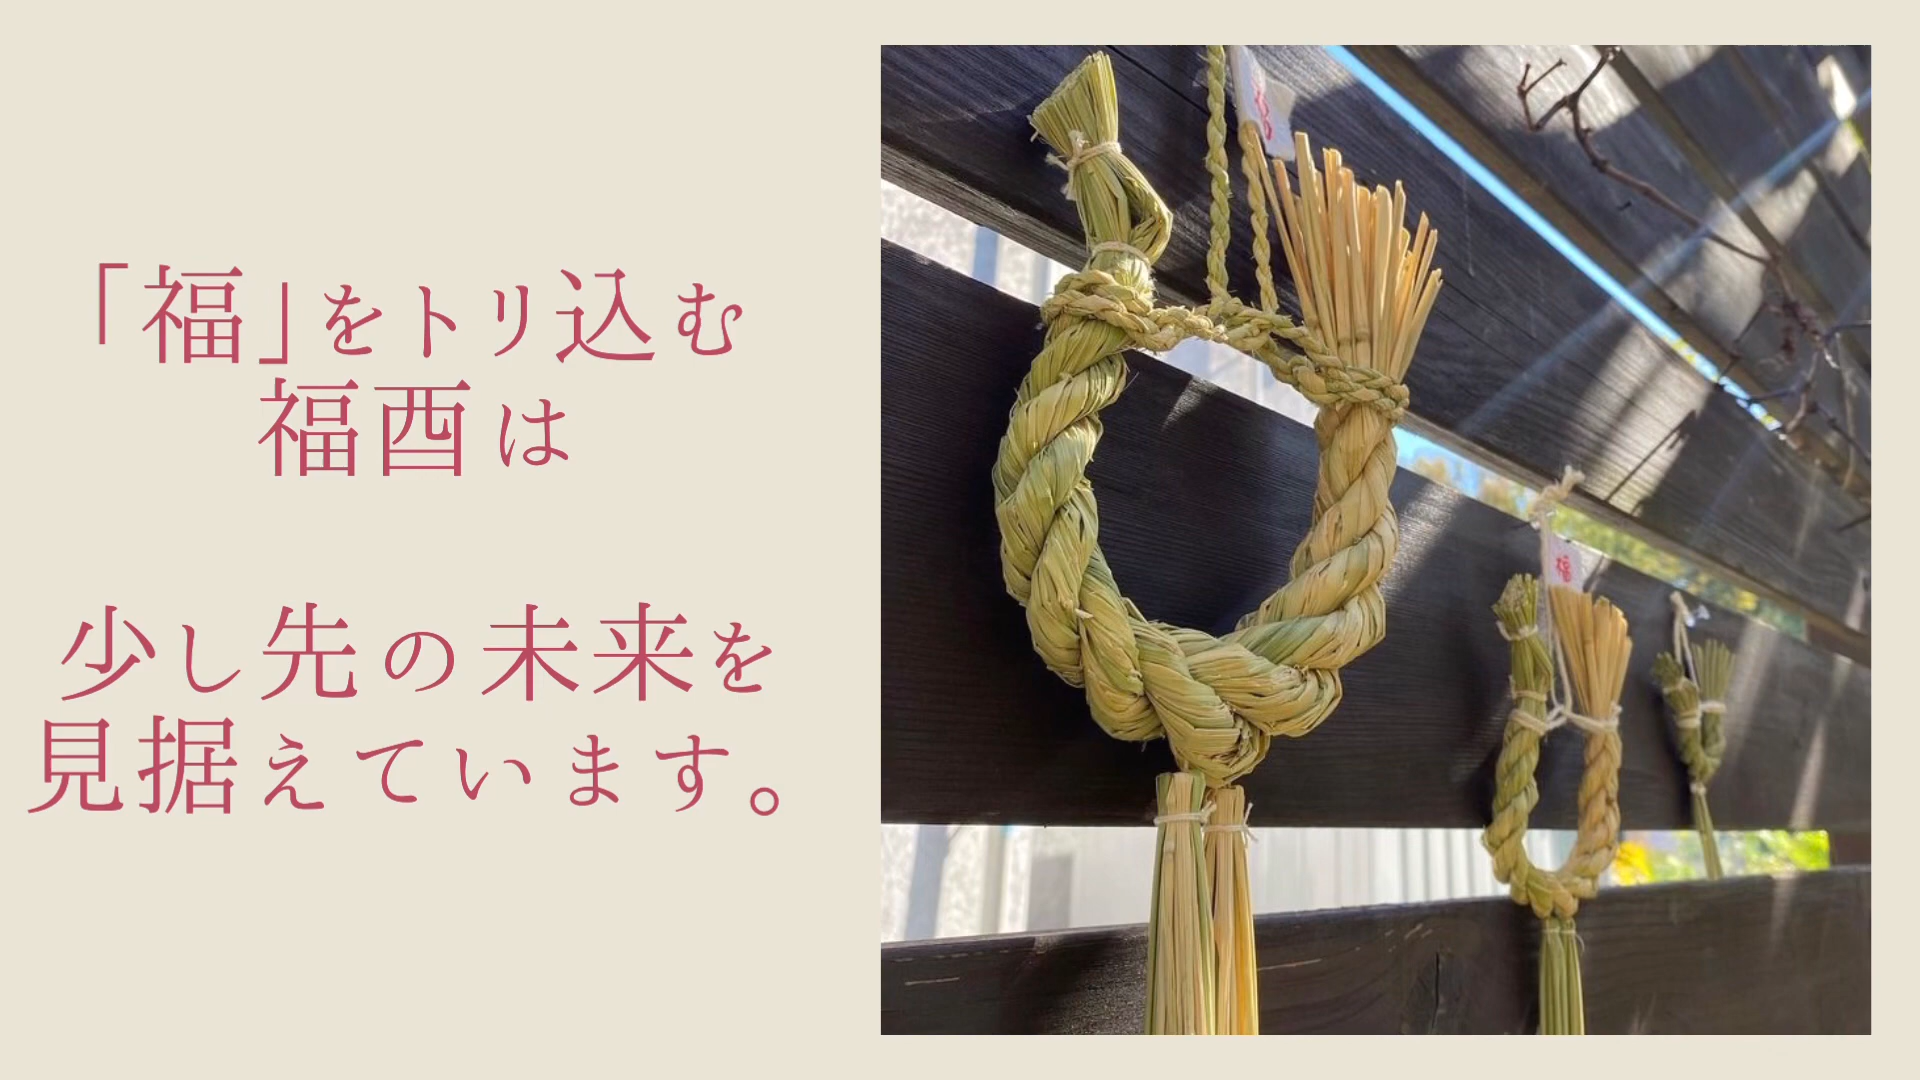 「福」をトリ込む
福酉は
少し先の未来を
見据えています。
福